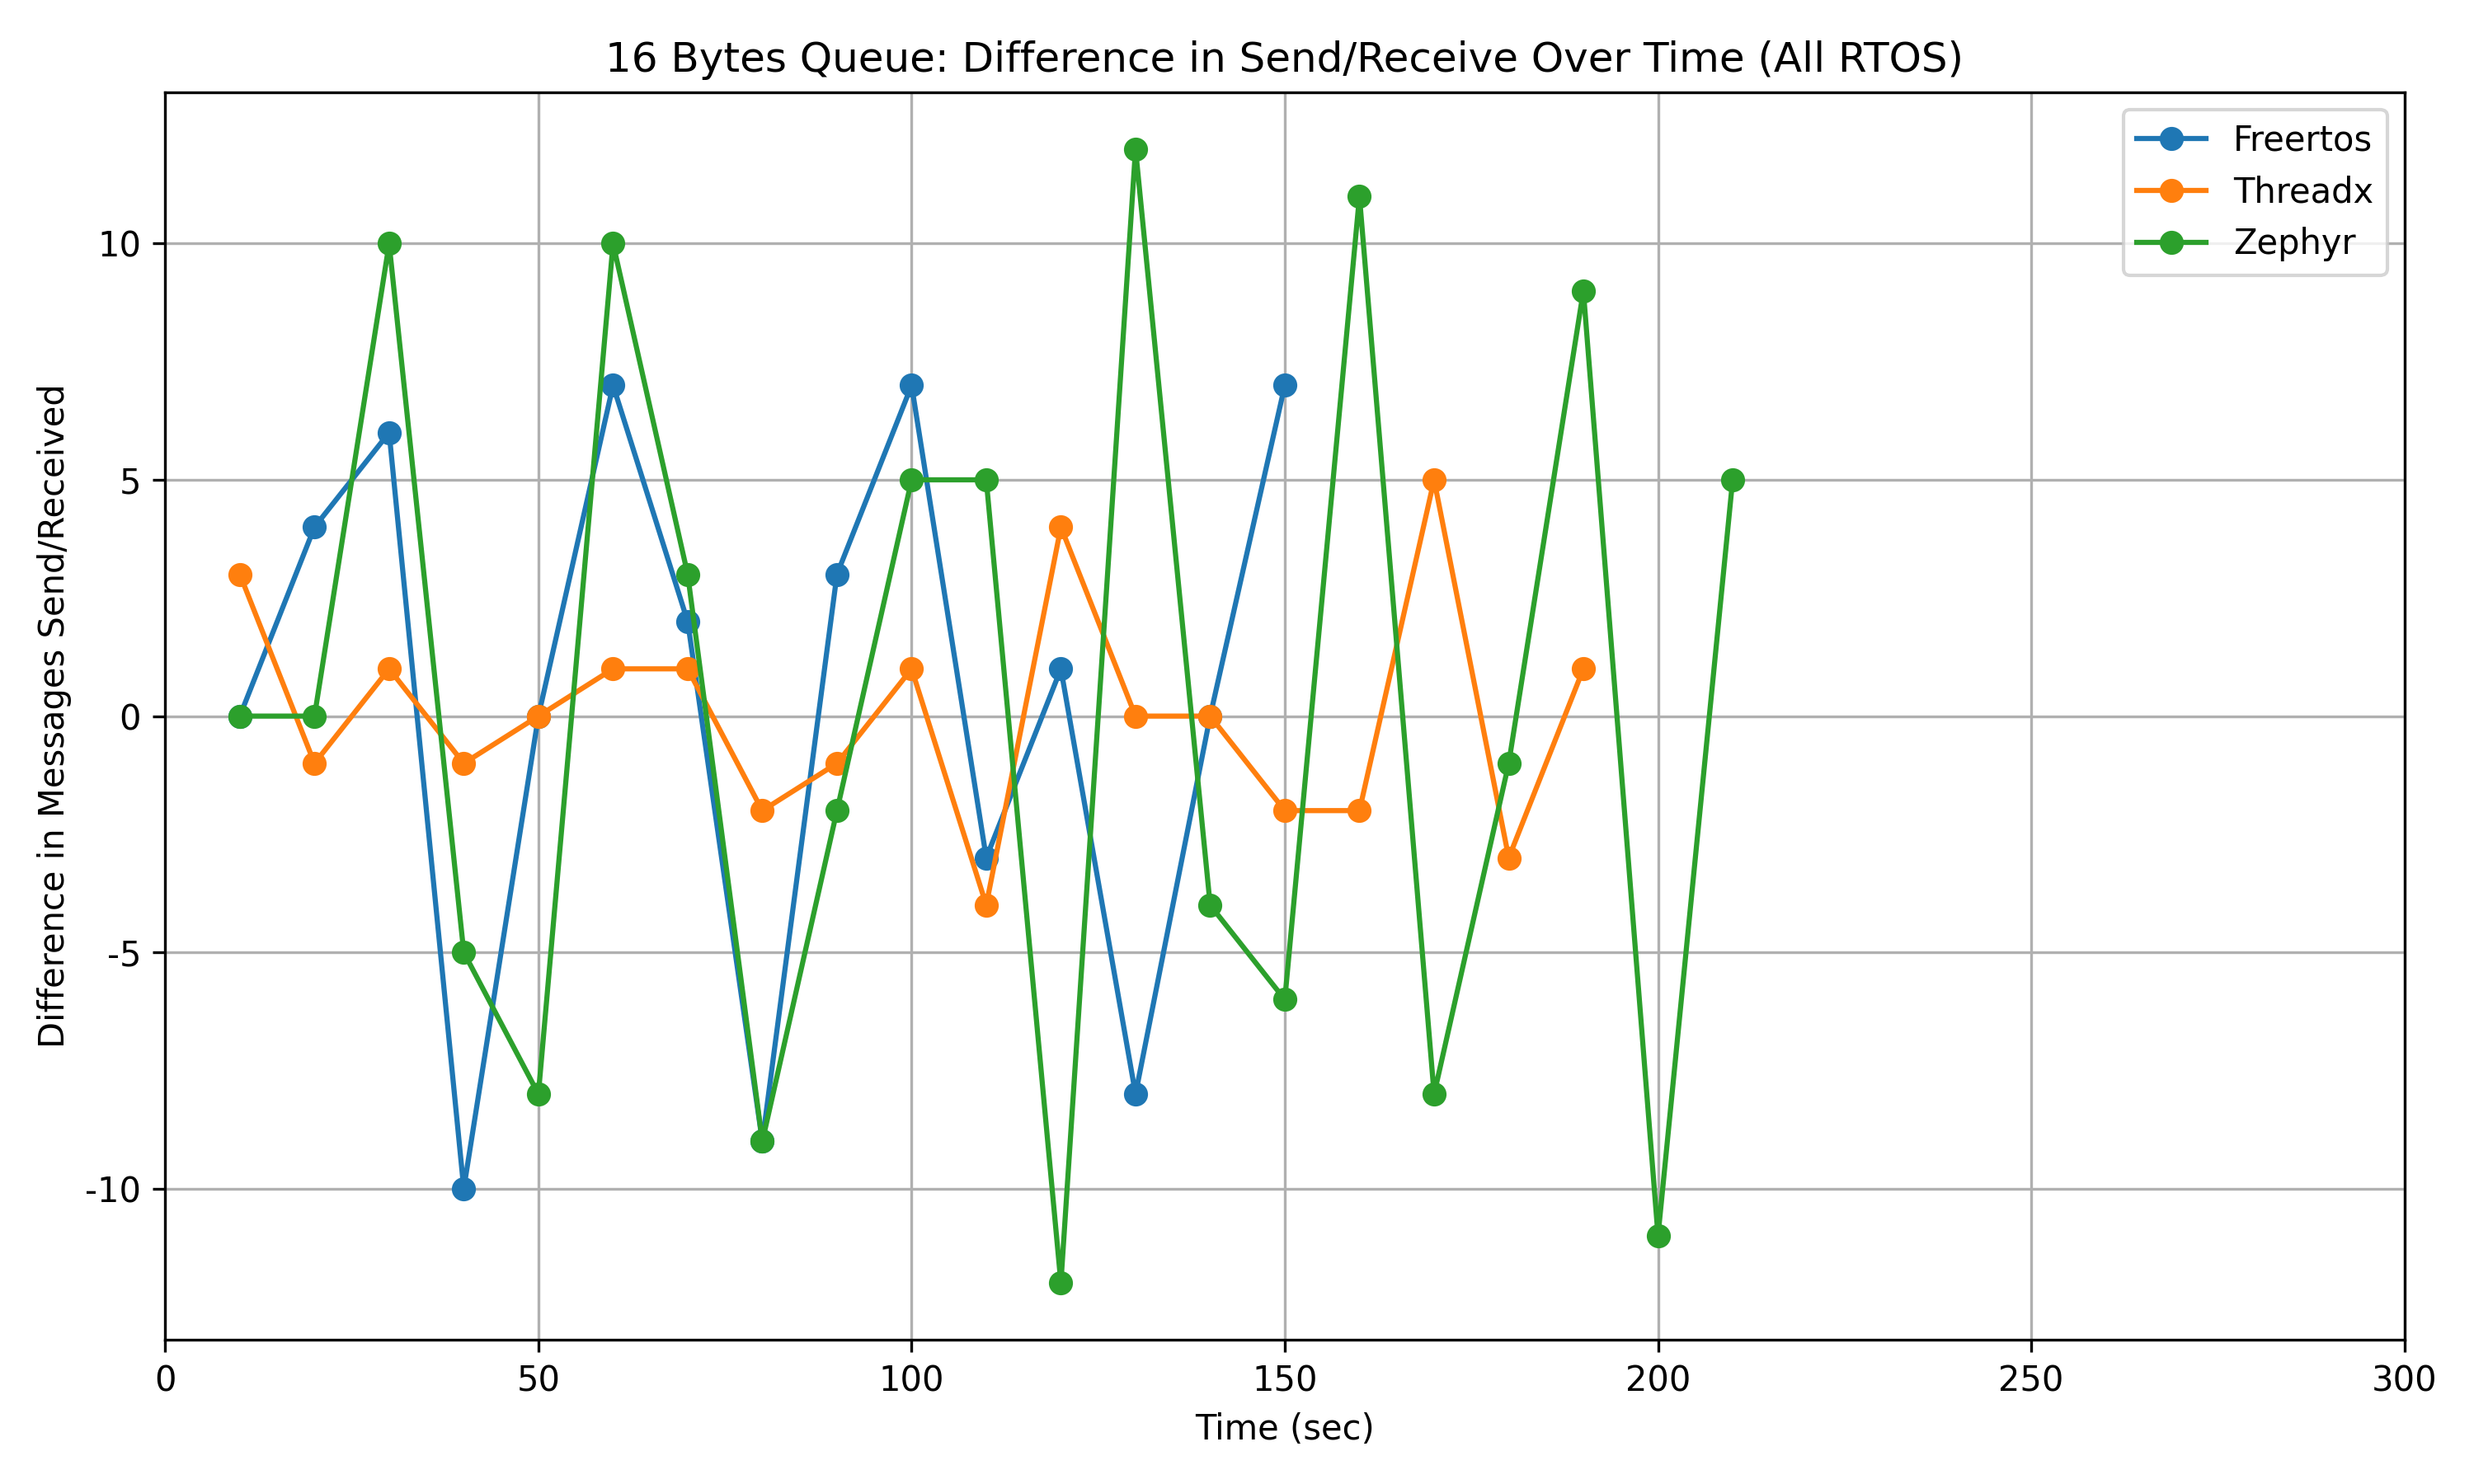 16 Bytes Queue: Difference in Send/Receive Over Time (All RTOS)
Freertos
Threadx
Zephyr
Difference in Messages Send/Received
10
5
0
-5
-10
0 50 100 150 200 250 300
Time (sec)